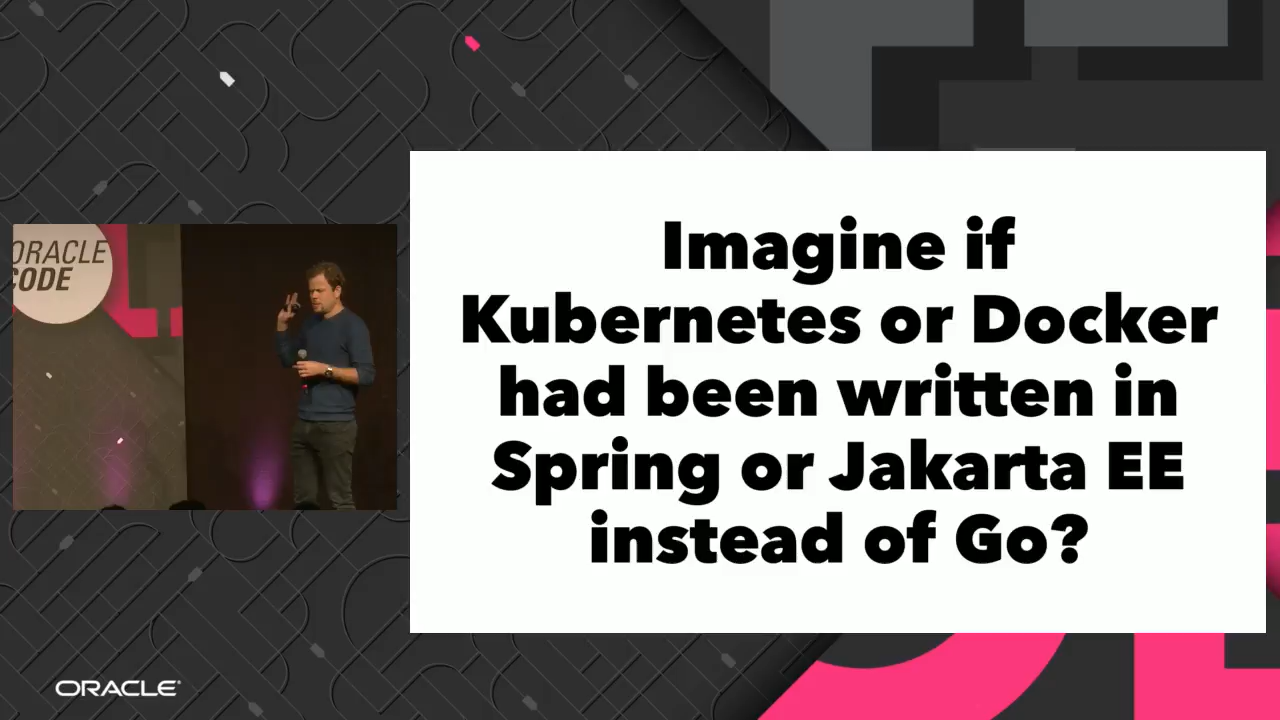 ORACLE
CODE
Imagine if
Kubernetes or Docker
had been written in
Spring or Jakarta EE
instead of Go?
ORACLE